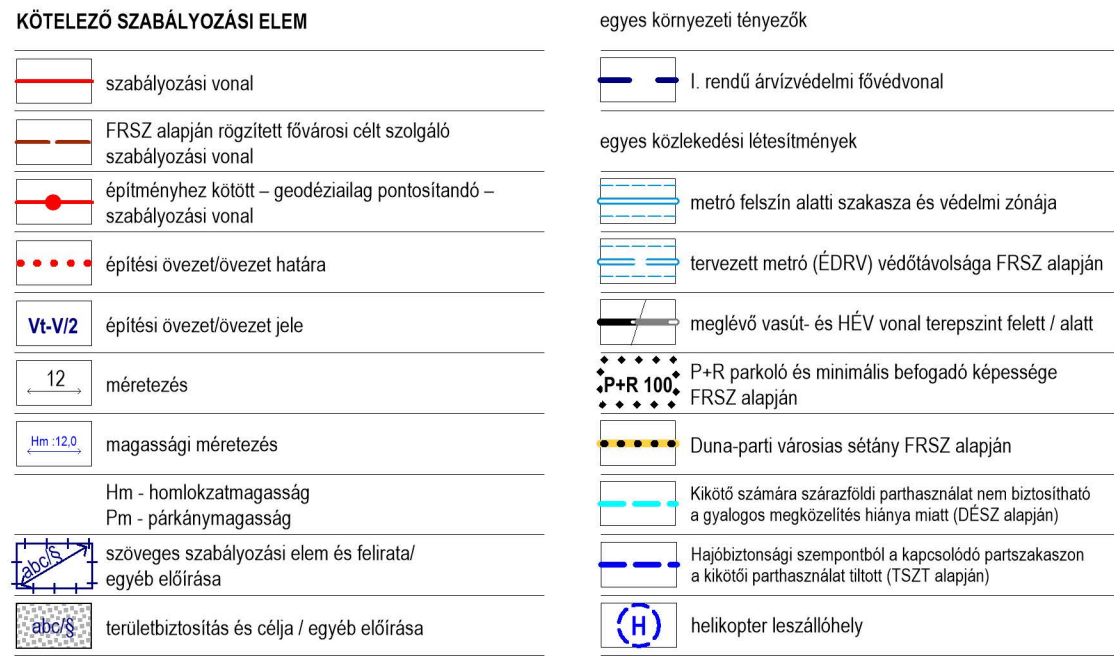 KÖTELEZŐ SZABÁLYOZÁSI ELEM
szabályozási vonal
FRSZ alapján rögzített fővárosi célt szolgáló
szabályozási vonal
építményhez kötött – geodéziailag pontosítandó –
szabályozási vonal
építési övezet/övezet határa
Vt-V/2
építési övezet/övezet jele
12
méretezés
Hm :12,0
magassági méretezés
Hm - homlokzatmagasság
Pm - párkánymagasság
abc/§
szöveges szabályozási elem és felirata/
egyéb előírása
abc/§
területbiztosítás és célja / egyéb előírása
egyes környezeti tényezők
I. rendű árvízvédelmi fővédvonal
egyes közlekedési létesítmények
metró felszín alatti szakasza és védelmi zónája
tervezett metró (ÉDRV) védőtávolsága FRSZ alapján
meglévő vasút- és HÉV vonal terepszint felett / alatt
P+R 100
P+R parkoló és minimális befogadó képessége
FRSZ alapján
Duna-parti városias sétány FRSZ alapján
Kikötő számára szárazföldi parthasználat nem biztosítható
a gyalogos megközelítés hiánya miatt (DÉSZ alapján)
Hajóbiztonsági szempontból a kapcsolódó partszakaszon
a kikötői parthasználat tiltott (TSZT alapján)
H
helikopter leszállóhely